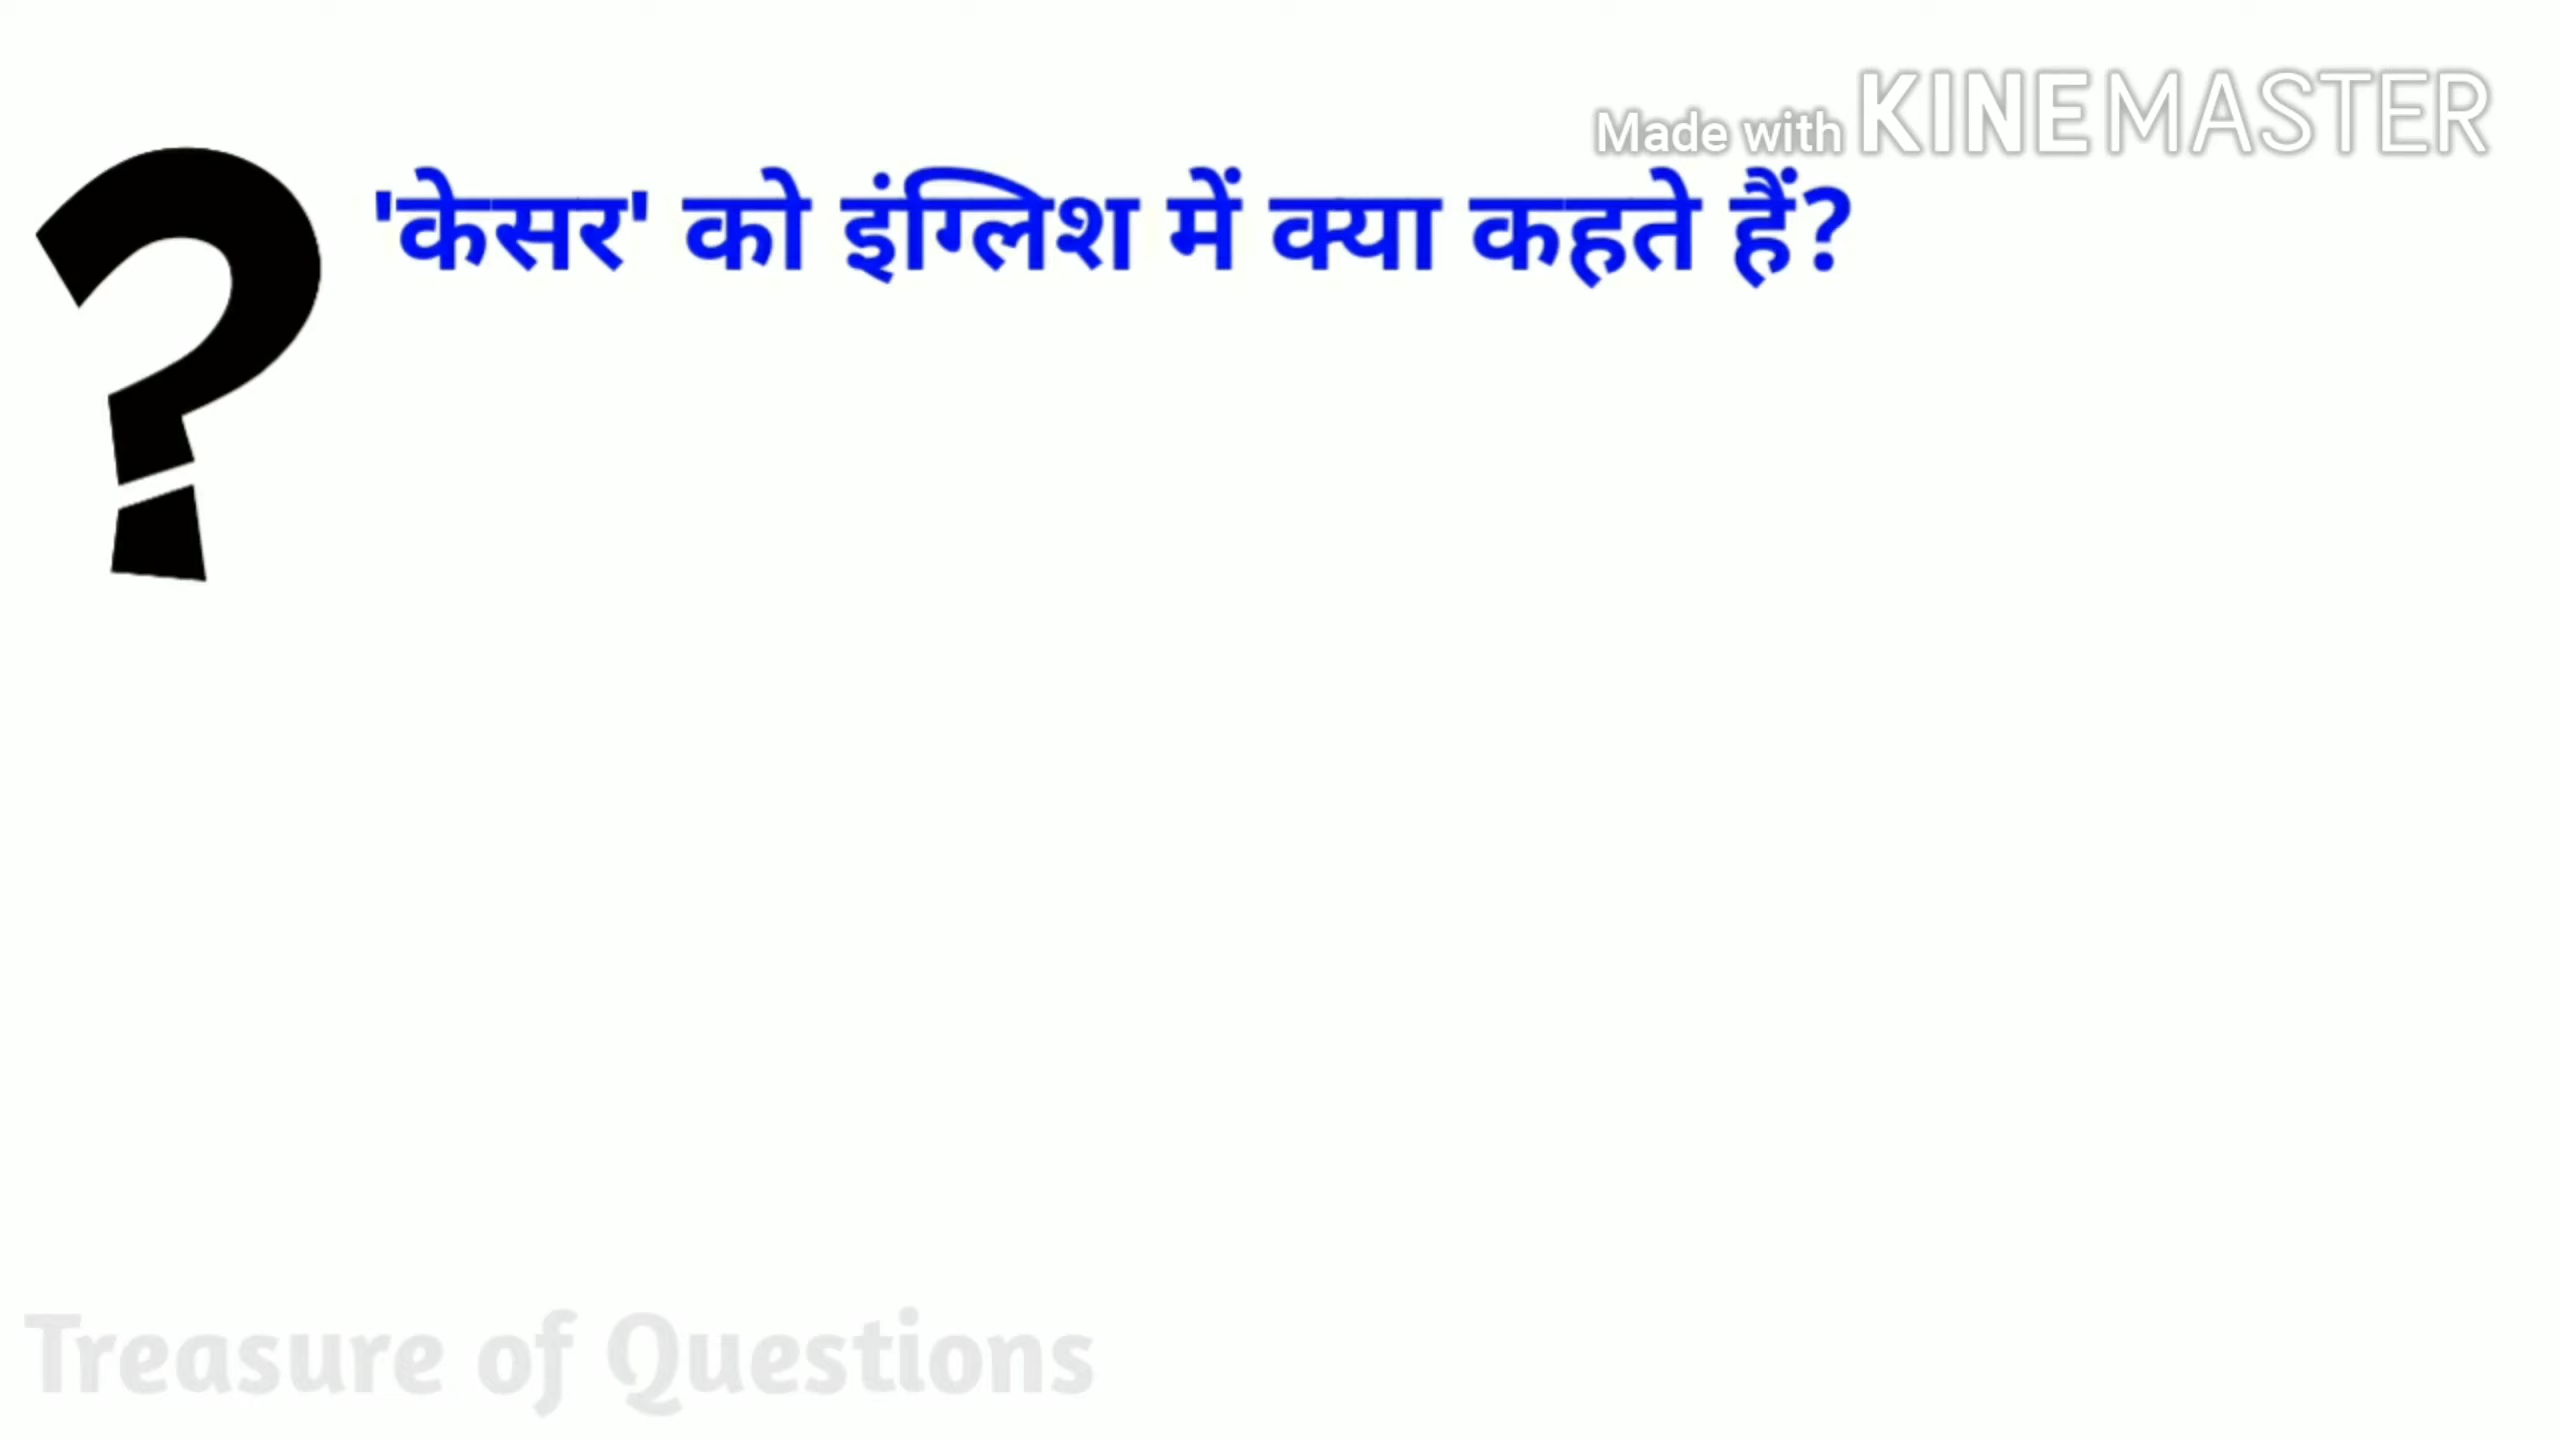 Made with KINEMASTER
'केसर' को इंग्लिश में क्या कहते हैं?
Treasure of Questions